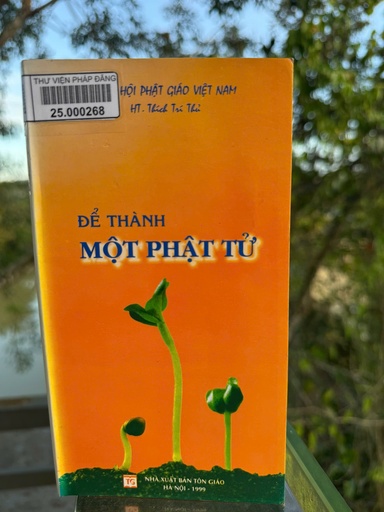 THƯ VIỆN PHÁP ĐĂNG
25.000268
HỘI PHẬT GIÁO VIỆT NAM
HT. Thích Trí Thủ
ĐỂ THÀNH
MỘT PHẬT TỬ
TG
NHÀ XUẤT BẢN TÔN GIÁO
HÀ NỘI - 1999